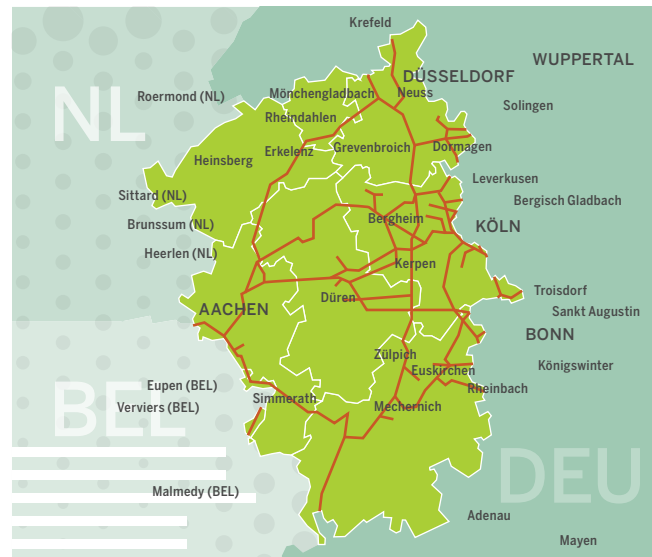 Krefeld
DÜSSELDORF
WUPPERTAL
NL
Roermond (NL)
Mönchengladbach
Neuss
Solingen
Rheindahlen
Heinsberg
Erkelenz
Grevenbroich
Dormagen
Leverkusen
Sittard (NL)
Bergisch Gladbach
Brunssum (NL)
Bergheim
KÖLN
Heerlen (NL)
Kerpen
Troisdorf
AACHEN
Düren
Sankt Augustin
BONN
Zülpich
Königswinter
Euskirchen
Eupen (BEL)
Rheinbach
BEL
Verviers (BEL)
Simmerath
Mechernich
DEU
Malmedy (BEL)
Adenau
Mayen